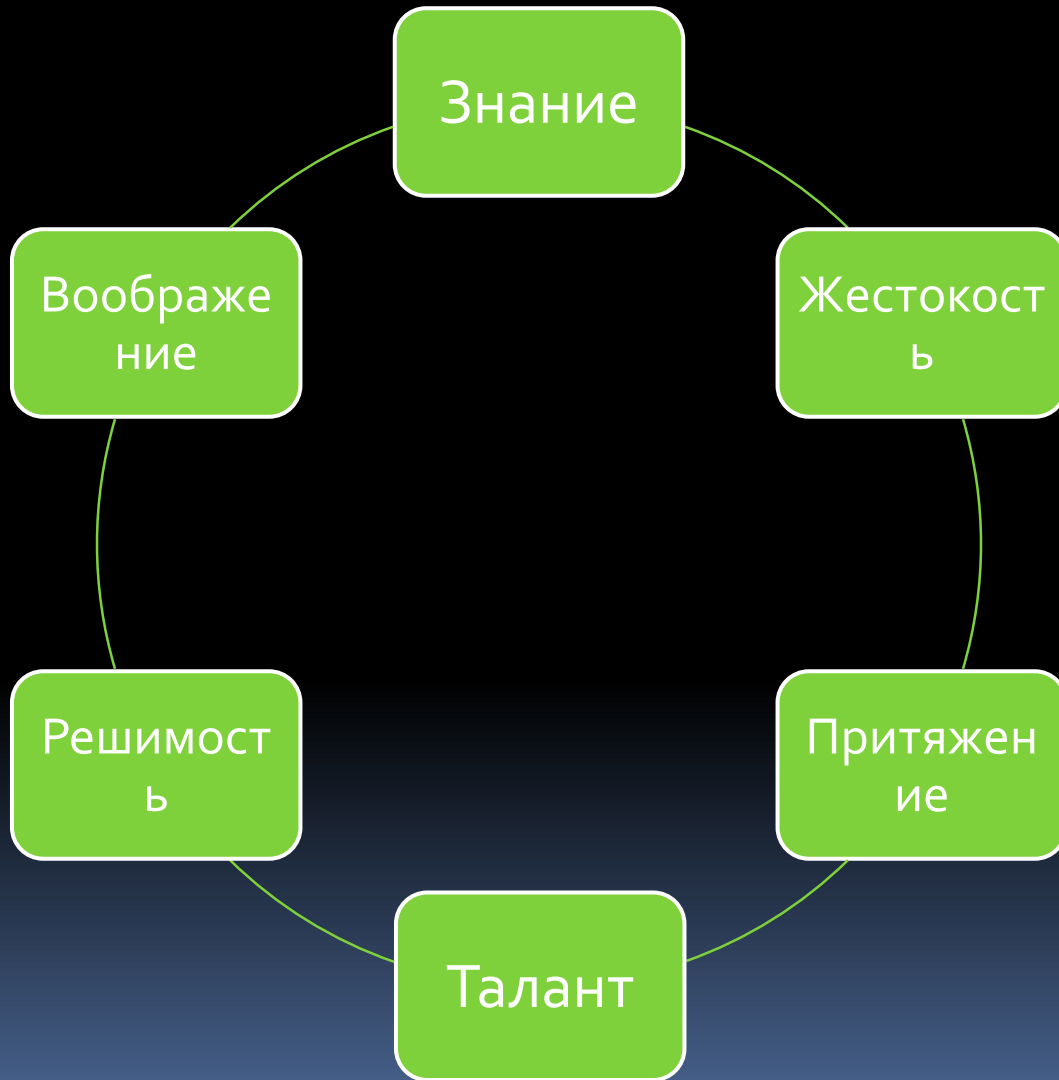 Знание
Воображе
ние
Жестокост
ь
Решимост
ь
Притяжен
ие
Талант